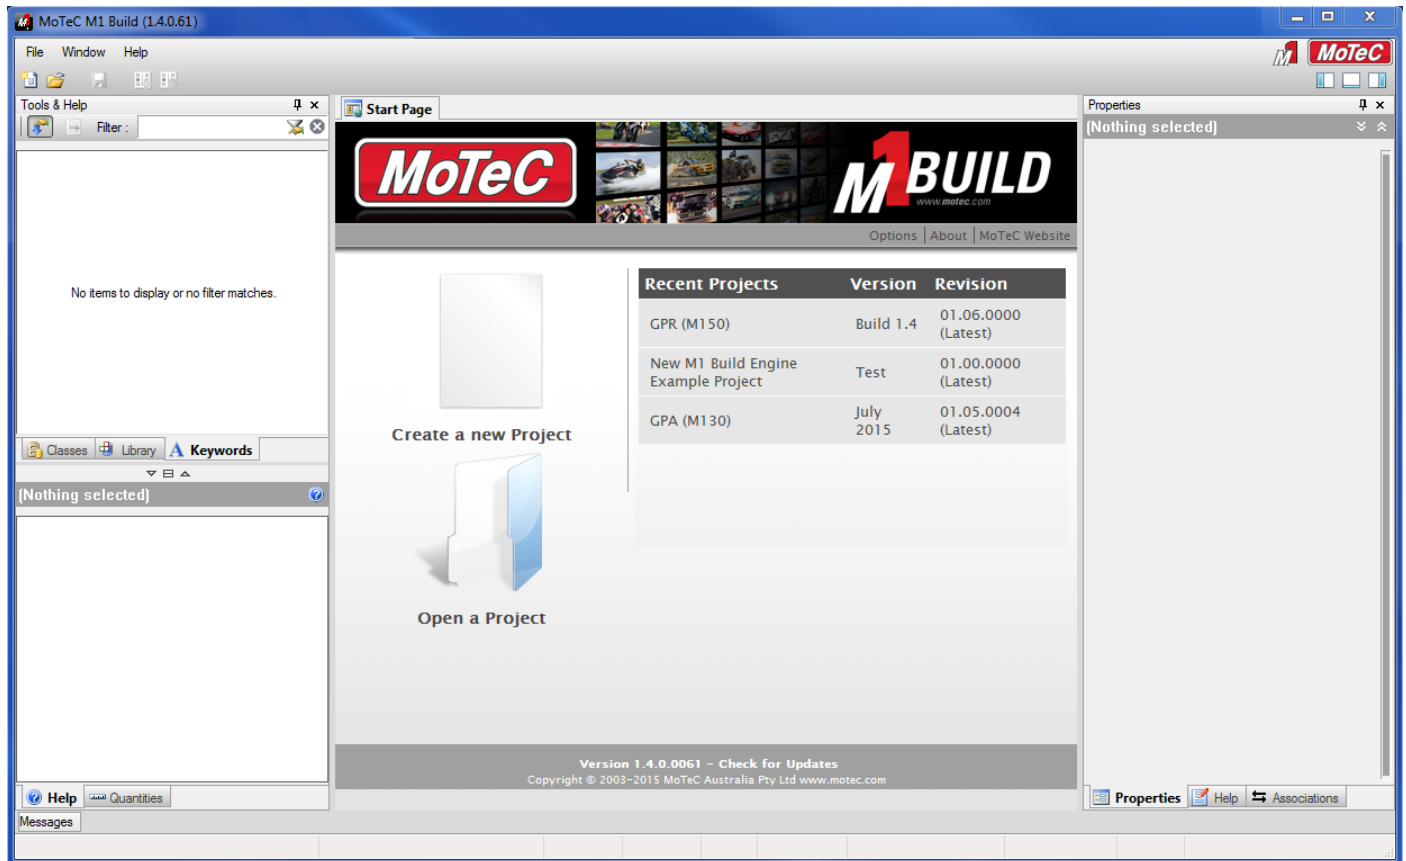 MoTeC M1 Build (1.4.0.61)
File Window Help
M1 MoTeC
Tools & Help
Filter :
No items to display or no filter matches.
Classes Library Keywords
(Nothing selected)
Help Quantities
Messages
Start Page
MoTeC
M1 BUILD
www.motec.com
Options | About | MoTeC Website
Create a new Project
Open a Project
Recent Projects Version Revision
GPR (M150) Build 1.4 01.06.0000
(Latest)
New M1 Build Engine
Example Project Test 01.00.0000
(Latest)
GPA (M130) July
2015 01.05.0004
(Latest)
Version 1.4.0.0061 – Check for Updates
Copyright © 2003–2015 MoTeC Australia Pty Ltd www.motec.com
Properties
(Nothing selected)
Properties Help Associations